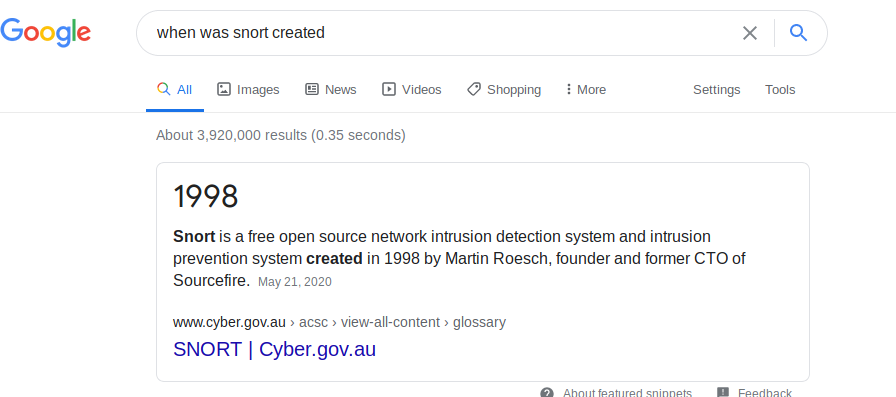 Google
when was snort created
All Images News Videos Shopping More Settings Tools
About 3,920,000 results (0.35 seconds)
1998
Snort is a free open source network intrusion detection system and intrusion
prevention system created in 1998 by Martin Roesch, founder and former CTO of
Sourcefire. May 21, 2020
www.cyber.gov.au › acsc › view-all-content › glossary
SNORT | Cyber.gov.au
About featured snippets Feedback